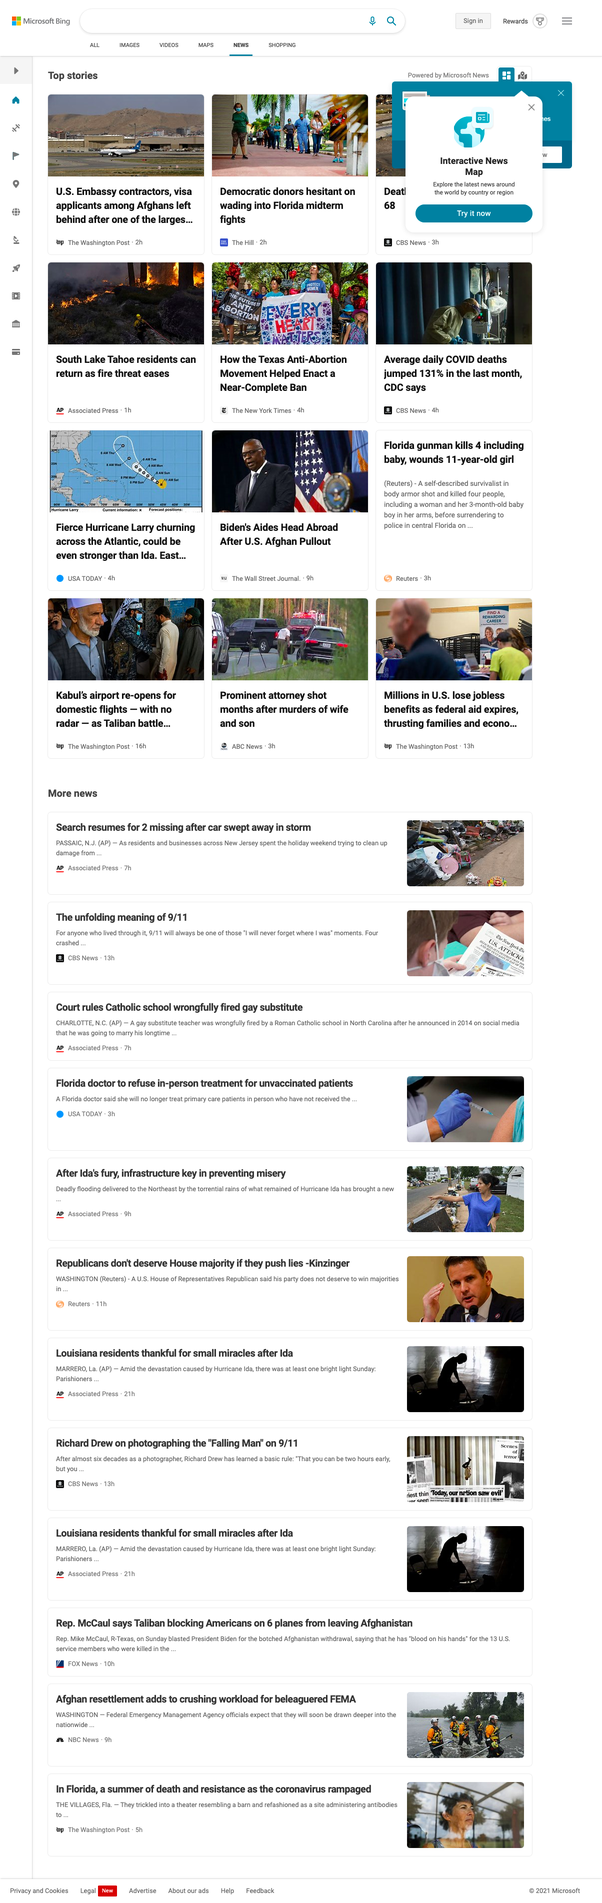 Microsoft Bing
Sign in
Rewards
ALL
IMAGES
VIDEOS
MAPS
NEWS
SHOPPING
Top stories
Powered by Microsoft News
Interactive News
Map
Explore the latest news around
the world by country or region
Try it now
U.S. Embassy contractors, visa
applicants among Afghans left
behind after one of the larges...
The Washington Post · 2h
Democratic donors hesitant on
wading into Florida midterm
fights
The Hill · 2h
Deat
68
CBS News · 3h
South Lake Tahoe residents can
return as fire threat eases
Associated Press · 1h
How the Texas Anti-Abortion
Movement Helped Enact a
Near-Complete Ban
The New York Times · 4h
Average daily COVID deaths
jumped 131% in the last month,
CDC says
CBS News · 4h
Fierce Hurricane Larry churning
across the Atlantic, could be
even stronger than Ida. East...
USA TODAY · 4h
Biden's Aides Head Abroad
After U.S. Afghan Pullout
The Wall Street Journal. · 9h
Florida gunman kills 4 including
baby, wounds 11-year-old girl
(Reuters) - A self-described survivalist in
body armor shot and killed four people,
including a woman and her 3-month-old baby
boy in her arms, before surrendering to
police in central Florida on ...
Reuters · 3h
Kabul's airport re-opens for
domestic flights — with no
radar — as Taliban battle...
The Washington Post · 16h
Prominent attorney shot
months after murders of wife
and son
ABC News · 3h
Millions in U.S. lose jobless
benefits as federal aid expires,
thrusting families and econo...
The Washington Post · 13h
More news
Search resumes for 2 missing after car swept away in storm
PASSAIC, N.J. (AP) — As residents and businesses across New Jersey spent the holiday weekend trying to clean up
damage from ...
Associated Press · 7h
The unfolding meaning of 9/11
For anyone who lived through it, 9/11 will always be one of those "I will never forget where I was" moments. Four
crashed ...
CBS News · 13h
Court rules Catholic school wrongfully fired gay substitute
CHARLOTTE, N.C. (AP) — A gay substitute teacher was wrongfully fired by a Roman Catholic school in North Carolina after he announced in 2014 on social media
that he was going to marry his longtime ...
Associated Press · 7h
Florida doctor to refuse in-person treatment for unvaccinated patients
A Florida doctor said she will no longer treat primary care patients in person who have not received the ...
USA TODAY · 3h
After Ida's fury, infrastructure key in preventing misery
Deadly flooding delivered to the Northeast by the torrential rains of what remained of Hurricane Ida has brought a new
...
Associated Press · 9h
Republicans don't deserve House majority if they push lies -Kinzinger
WASHINGTON (Reuters) - A U.S. House of Representatives Republican said his party does not deserve to win majorities
in ...
Reuters · 11h
Louisiana residents thankful for small miracles after Ida
MARRERO, La. (AP) — Amid the devastation caused by Hurricane Ida, there was at least one bright light Sunday:
Parishioners ...
Associated Press · 21h
Richard Drew on photographing the "Falling Man" on 9/11
After almost six decades as a photographer, Richard Drew has learned a basic rule: "That you can be two hours early,
but you ...
CBS News · 13h
Louisiana residents thankful for small miracles after Ida
MARRERO, La. (AP) — Amid the devastation caused by Hurricane Ida, there was at least one bright light Sunday:
Parishioners ...
Associated Press · 21h
Rep. McCaul says Taliban blocking Americans on 6 planes from leaving Afghanistan
Rep. Mike McCaul, R-Texas, on Sunday blasted President Biden for the botched Afghanistan withdrawal, saying that he has "blood on his hands" for the 13 U.S.
service members who were killed in the ...
FOX News · 10h
Afghan resettlement adds to crushing workload for beleaguered FEMA
WASHINGTON — Federal Emergency Management Agency officials expect that they will soon be drawn deeper into the
nationwide ...
NBC News · 9h
In Florida, a summer of death and resistance as the coronavirus rampaged
THE VILLAGES, Fla. — They trickled into a theater resembling a barn and refashioned as a site administering antibodies
to ...
The Washington Post · 5h
Privacy and Cookies
Legal
New
Advertise
About our ads
Help
Feedback
© 2021 Microsoft